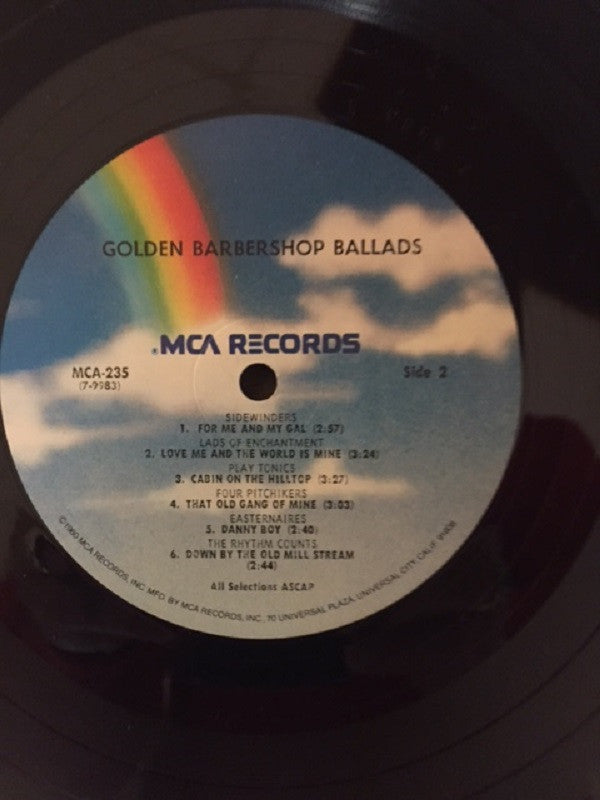 GOLDEN BARBERSHOP BALLADS
MCA RECORDS
MCA-235
(7-9983)
Side 2
SIDEWINDERS
1. FOR ME AND MY GAL (2:57)
LADS OF ENCHANTMENT
2. LOVE ME AND THE WORLD IS MINE (3:24)
PLAY TONICS
3. CABIN ON THE HILLTOP (3:27)
FOUR PITCHIKERS
4. THAT OLD GANG OF MINE (3:03)
EASTERNAIRES
5. DANNY BOY (2:40)
THE RHYTHM COUNTS
6. DOWN BY THE OLD MILL STREAM
(2:44)
All Selections ASCAP
MCA RECORDS, INC. MFD. BY MCA RECORDS, INC., 70 UNIVERSAL PLAZA, UNIVERSAL CITY, CALIF. 91608